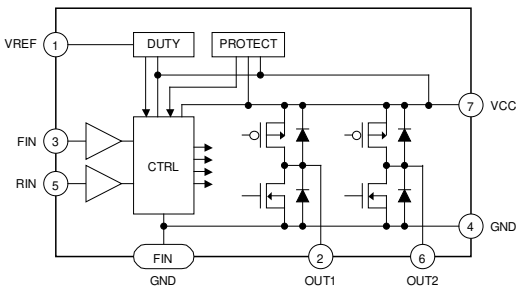 VREF 1 DUTY PROTECT
7 VCC
FIN 3
CTRL
RIN 5
4 GND
FIN 2 6
GND OUT1 OUT2